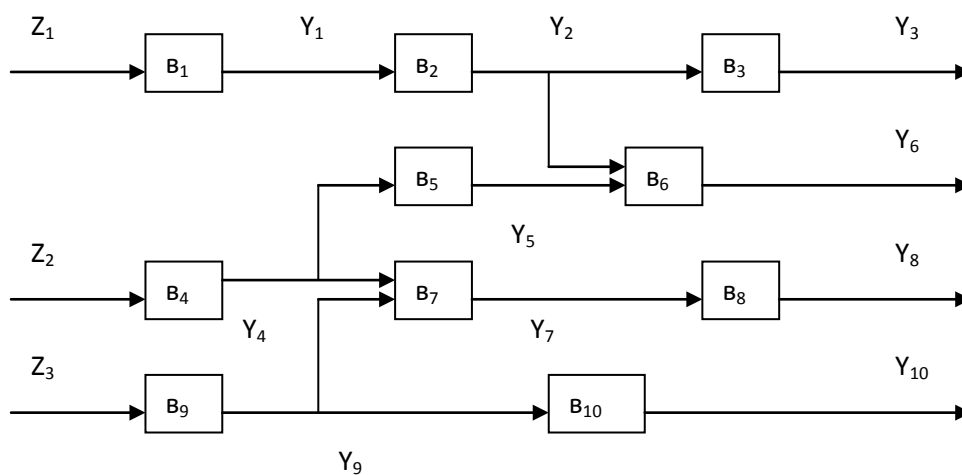 Z₁ Y₁ Y₂ Y₃
B₁ B₂ B₃
Y₆
B₅ B₆
Y₅
Z₂ Y₈
B₄ B₇ B₈
Y₄ Y₇
Z₃ Y₁₀
B₉ B₁₀
Y₉